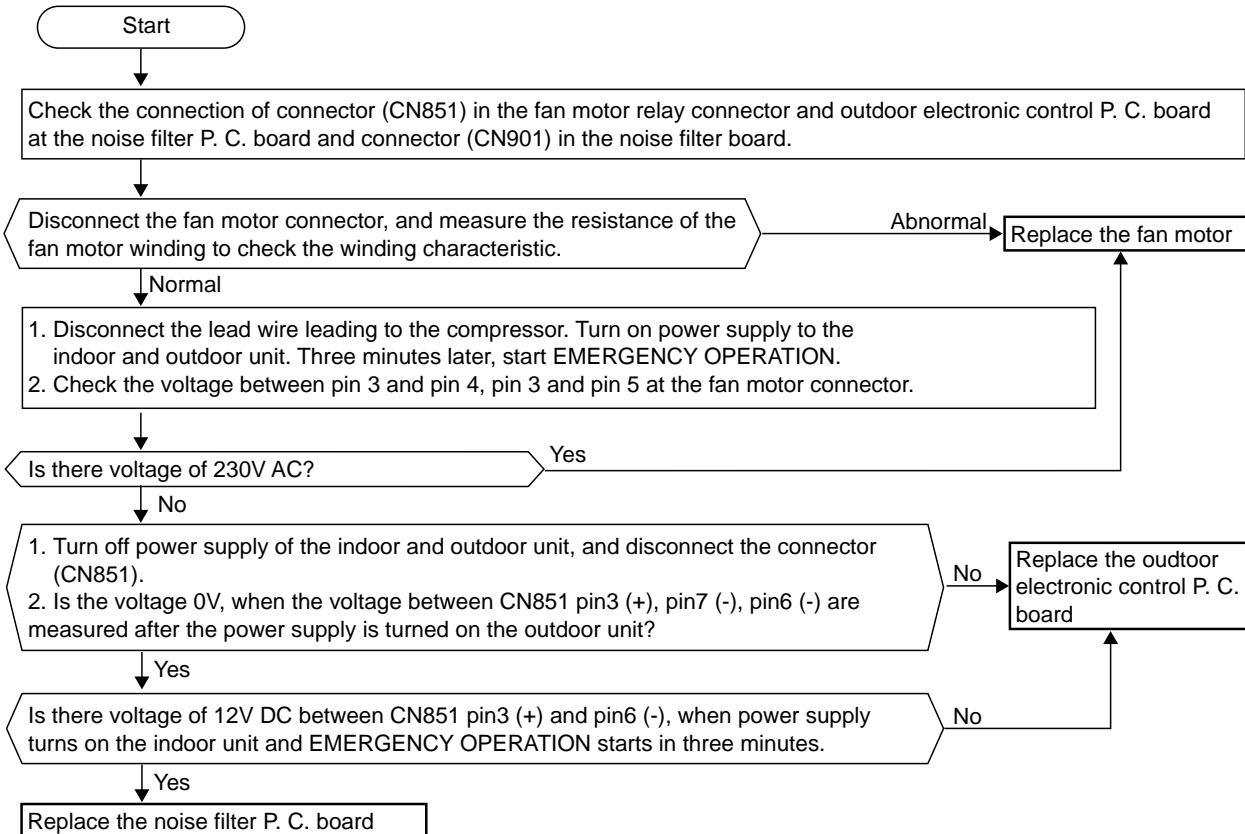 Start
Check the connection of connector (CN851) in the fan motor relay connector and outdoor electronic control P. C. board
at the noise filter P. C. board and connector (CN901) in the noise filter board.
Disconnect the fan motor connector, and measure the resistance of the
fan motor winding to check the winding characteristic.
Abnormal
Replace the fan motor
Normal
1. Disconnect the lead wire leading to the compressor. Turn on power supply to the
indoor and outdoor unit. Three minutes later, start EMERGENCY OPERATION.
2. Check the voltage between pin 3 and pin 4, pin 3 and pin 5 at the fan motor connector.
Is there voltage of 230V AC?
Yes
No
1. Turn off power supply of the indoor and outdoor unit, and disconnect the connector
(CN851).
2. Is the voltage 0V, when the voltage between CN851 pin3 (+), pin7 (-), pin6 (-) are
measured after the power supply is turned on the outdoor unit?
No
Replace the oudtoor
electronic control P. C.
board
Yes
Is there voltage of 12V DC between CN851 pin3 (+) and pin6 (-), when power supply
turns on the indoor unit and EMERGENCY OPERATION starts in three minutes.
No
Yes
Replace the noise filter P. C. board